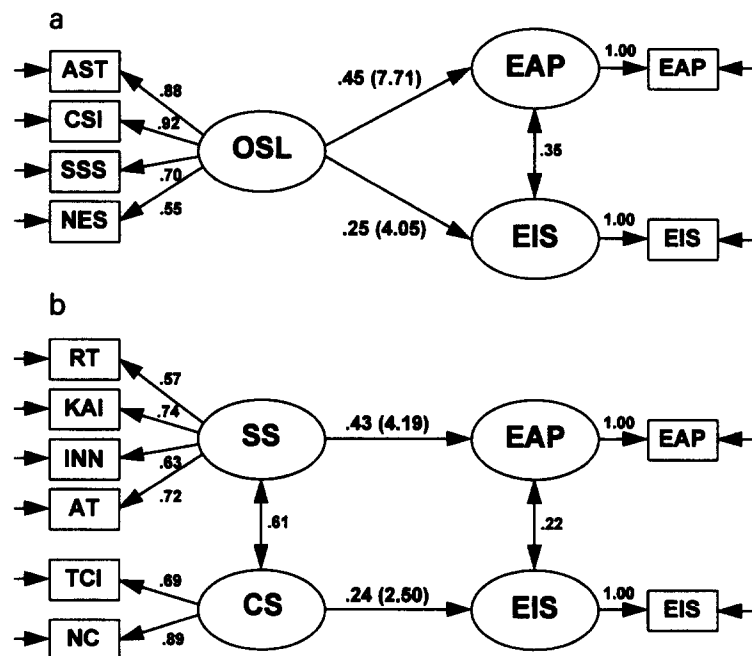 a
AST
CSI
SSS
NES
.88
.92
.70
.55
OSL
.45 (7.71)
.25 (4.05)
EAP
.35
EIS
1.00
EAP
1.00
EIS
b
RT
KAI
INN
AT
TCI
NC
.57
.74
.63
.72
.69
.89
SS
.61
CS
.43 (4.19)
.24 (2.50)
EAP
.22
EIS
1.00
EAP
1.00
EIS